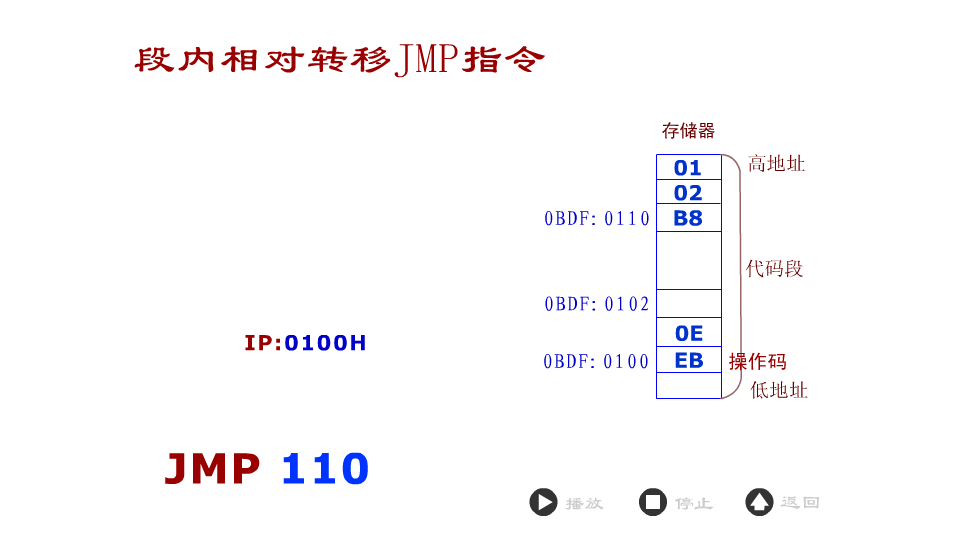 段内相对转移JMP指令
存储器
01
高地址
02
0BDF: 0110 B8
代码段
0BDF: 0102
0E
IP:0100H
0BDF: 0100 EB 操作码
低地址
JMP 110
播放 停止 返回